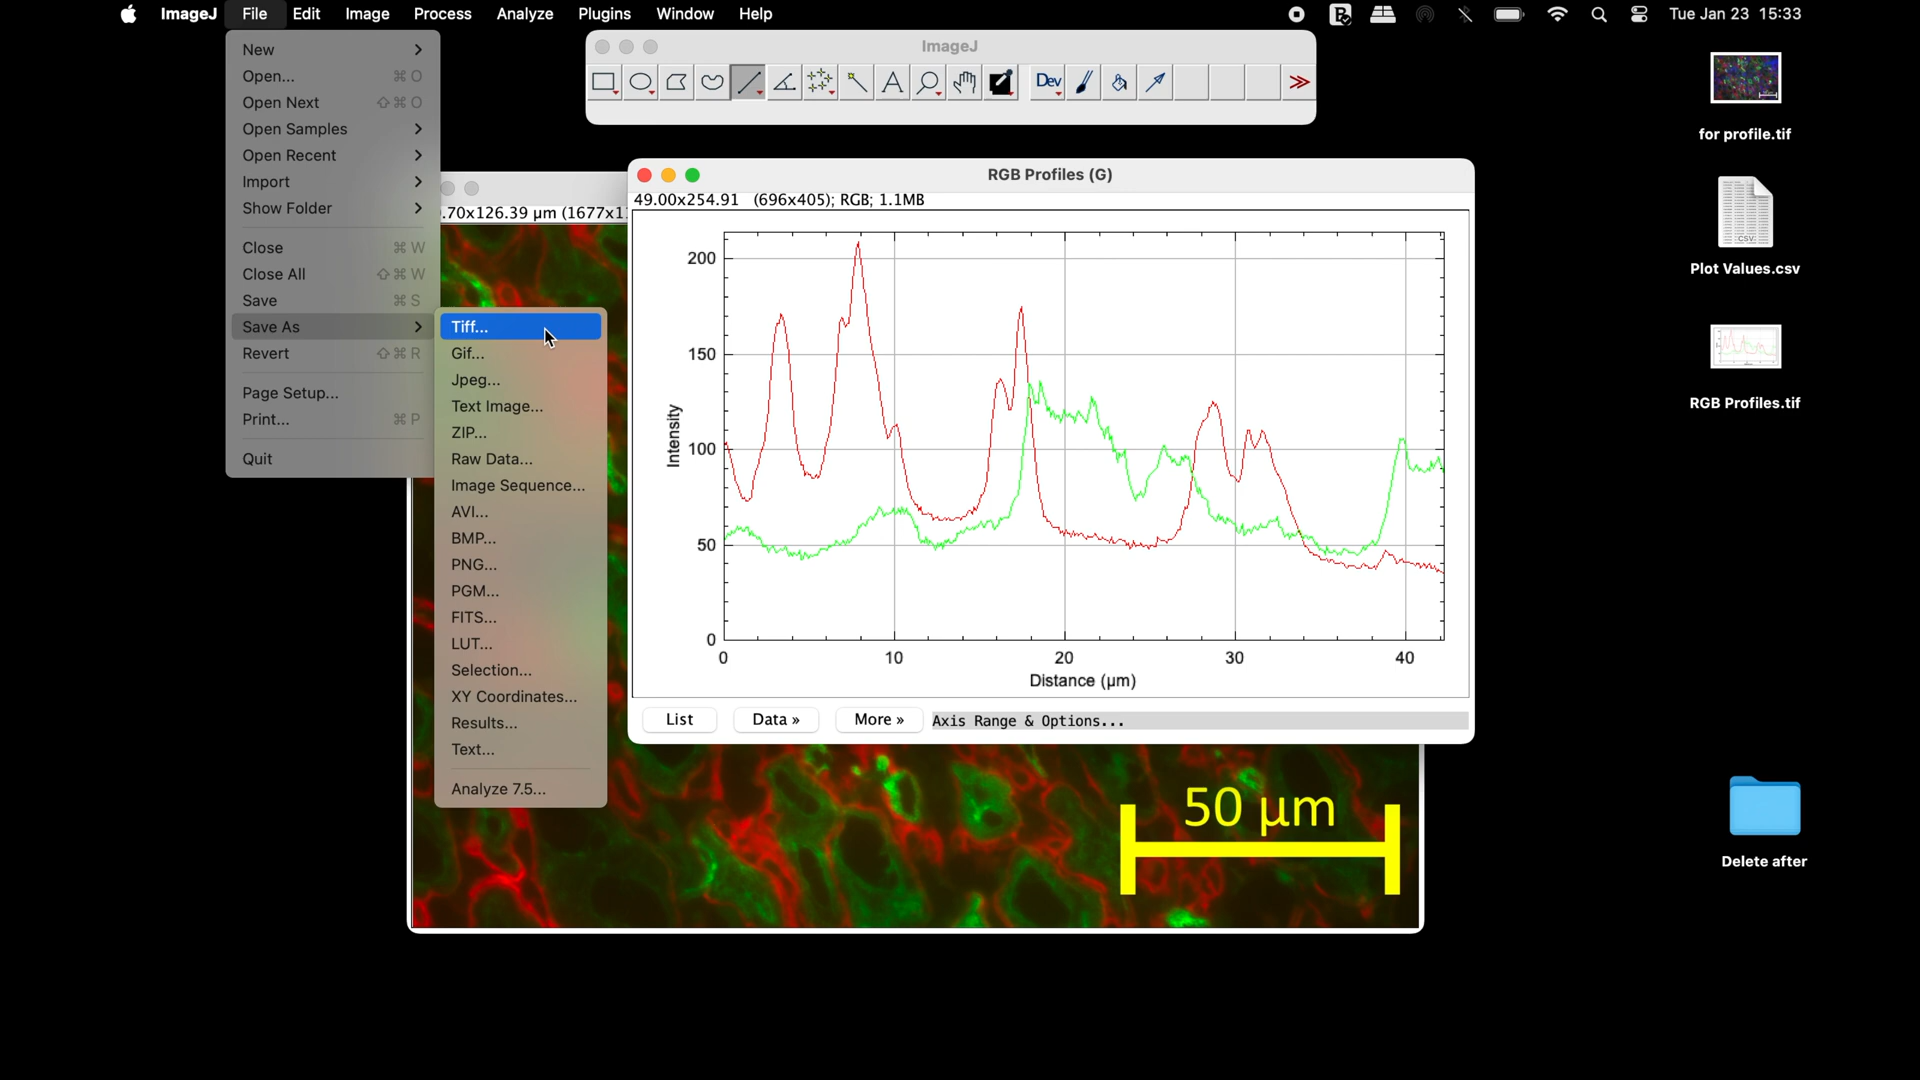 ImageJ File Edit Image Process Analyze Plugins Window Help Tue Jan 23 15:33
New
Open... ⌘ O
Open Next ⇧ ⌘ O
Open Samples
Open Recent
Import
Show Folder
Close ⌘ W
Close All ⇧ ⌘ W
Save ⌘ S
Save As
Revert ⇧ ⌘ R
Page Setup...
Print... ⌘ P
Quit
Tiff...
Gif...
Jpeg...
Text Image...
ZIP...
Raw Data...
Image Sequence...
AVI...
BMP...
PNG...
PGM...
FITS...
LUT...
Selection...
XY Coordinates...
Results...
Text...
Analyze 7.5...
ImageJ
Dev
.70x126.39 µm (1677x1
RGB Profiles (G)
49.00x254.91 (696x405); RGB; 1.1MB
200
150
100
50
0
Intensity
0 10 20 30 40
Distance (µm)
List Data » More » Axis Range & Options...
50 µm
for profile.tif
CSV
Plot Values.csv
RGB Profiles.tif
Delete after